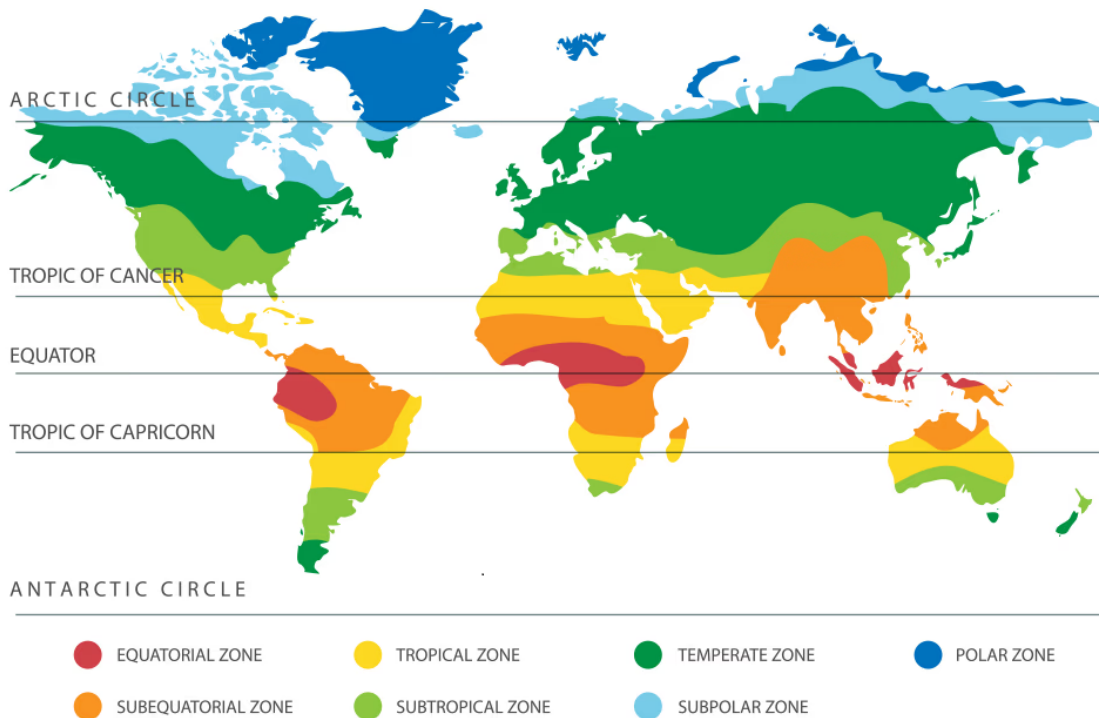 ARCTIC CIRCLE
TROPIC OF CANCER
EQUATOR
TROPIC OF CAPRICORN
ANTARCTIC CIRCLE
EQUATORIAL ZONE
TROPICAL ZONE
TEMPERATE ZONE
POLAR ZONE
SUBEQUATORIAL ZONE
SUBTROPICAL ZONE
SUBPOLAR ZONE